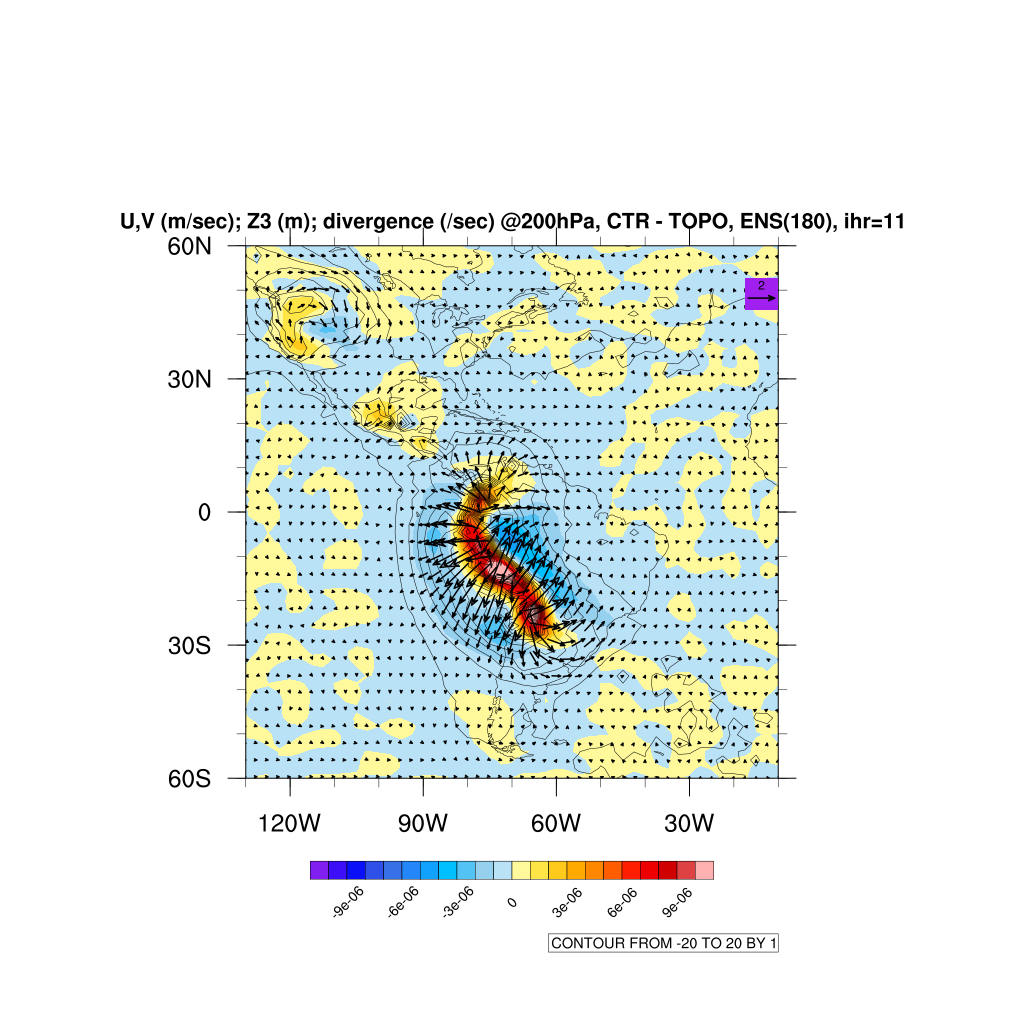 U,V (m/sec); Z3 (m); divergence (/sec) @200hPa, CTR - TOPO, ENS(180), ihr=11
60N
2
30N
0
30S
60S
120W 90W 60W 30W
-9e-06 -6e-06 -3e-06 0 3e-06 6e-06 9e-06
CONTOUR FROM -20 TO 20 BY 1